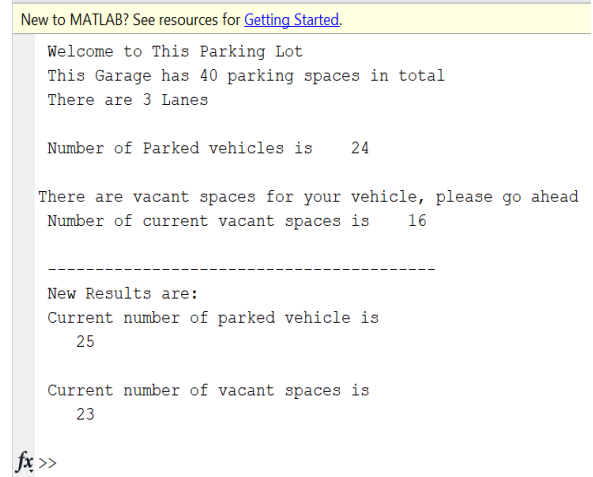 New to MATLAB? See resources for Getting Started.
Welcome to This Parking Lot
This Garage has 40 parking spaces in total
There are 3 Lanes
Number of Parked vehicles is    24
There are vacant spaces for your vehicle, please go ahead
Number of current vacant spaces is    16
-----------------------------------------
New Results are:
Current number of parked vehicle is
25
Current number of vacant spaces is
23
fx >>